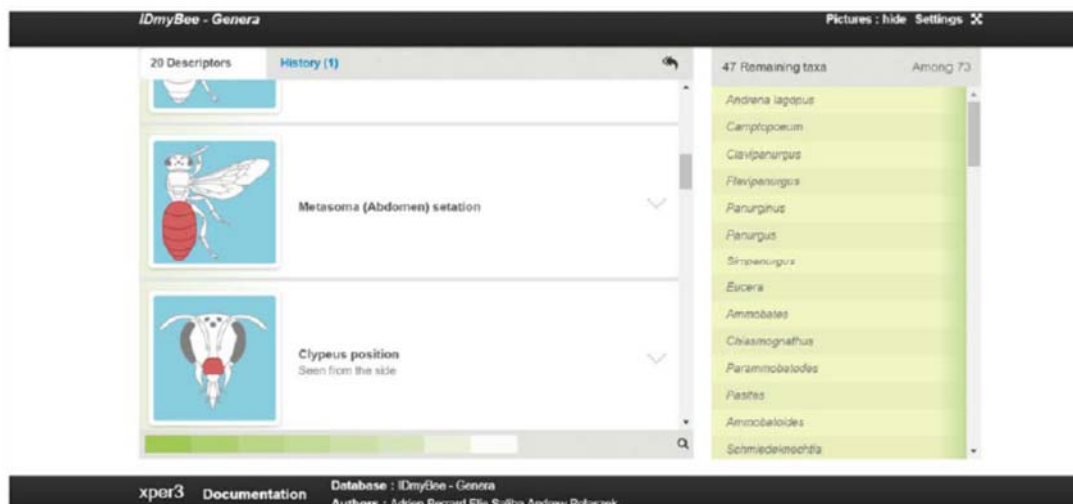 IDmyBee - Genera
Pictures : hide Settings
20 Descriptors
History (1)
Metasoma (Abdomen) setation
Clypeus position
Seen from the side
47 Remaining taxa
Among 73
Andrena lagopus
Camptopoeum
Clavipanurgus
Flavipanurgus
Panurginus
Panurgus
Simpanurgus
Eucera
Ammobates
Chiasmognathus
Parammobatodes
Pasites
Ammobatoides
Schmiedeknechtia
xper3 Documentation
Database : IDmyBee - Genera
Authors :